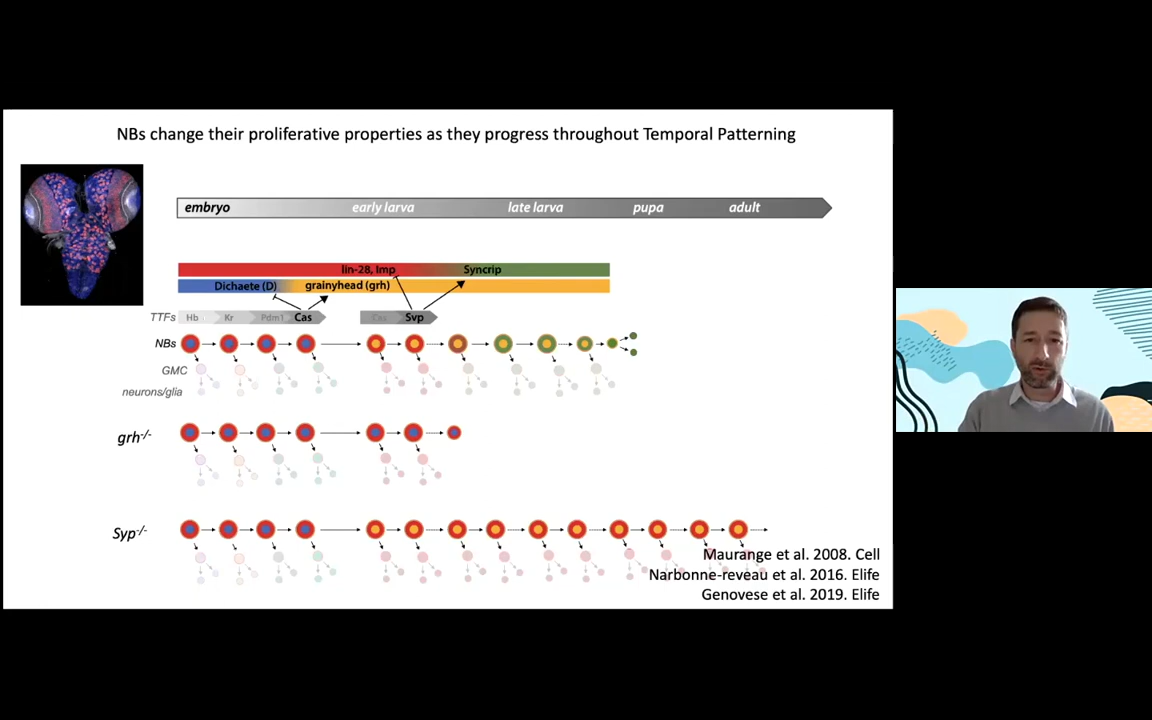 NBs change their proliferative properties as they progress throughout Temporal Patterning
embryo early larva late larva pupa adult
lin-28, Imp Syncrip
Dichaete (D) grainyhead (grh)
TTFs Hb Kr Pdm1 Cas Cas Svp
NBs
GMC
neurons/glia
grh-/-
Syp-/-
Maurange et al. 2008. Cell
Narbonne-reveau et al. 2016. Elife
Genovese et al. 2019. Elife